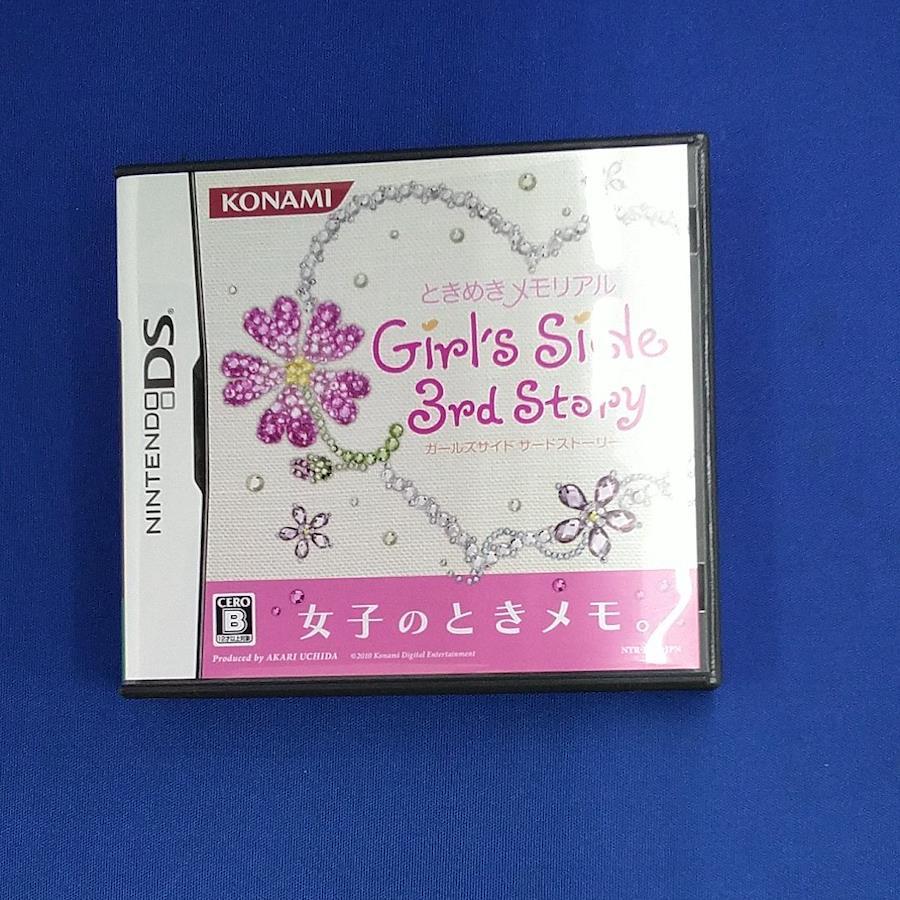 KONAMI
NINTENDO DS
ときめきメモリアル
Girl's Side
3rd Story
ガールズサイド サードストーリー
CERO
B
12才以上対象
女子のときメモ。
Produced by AKARI UCHIDA
©2010 Konami Digital Entertainment